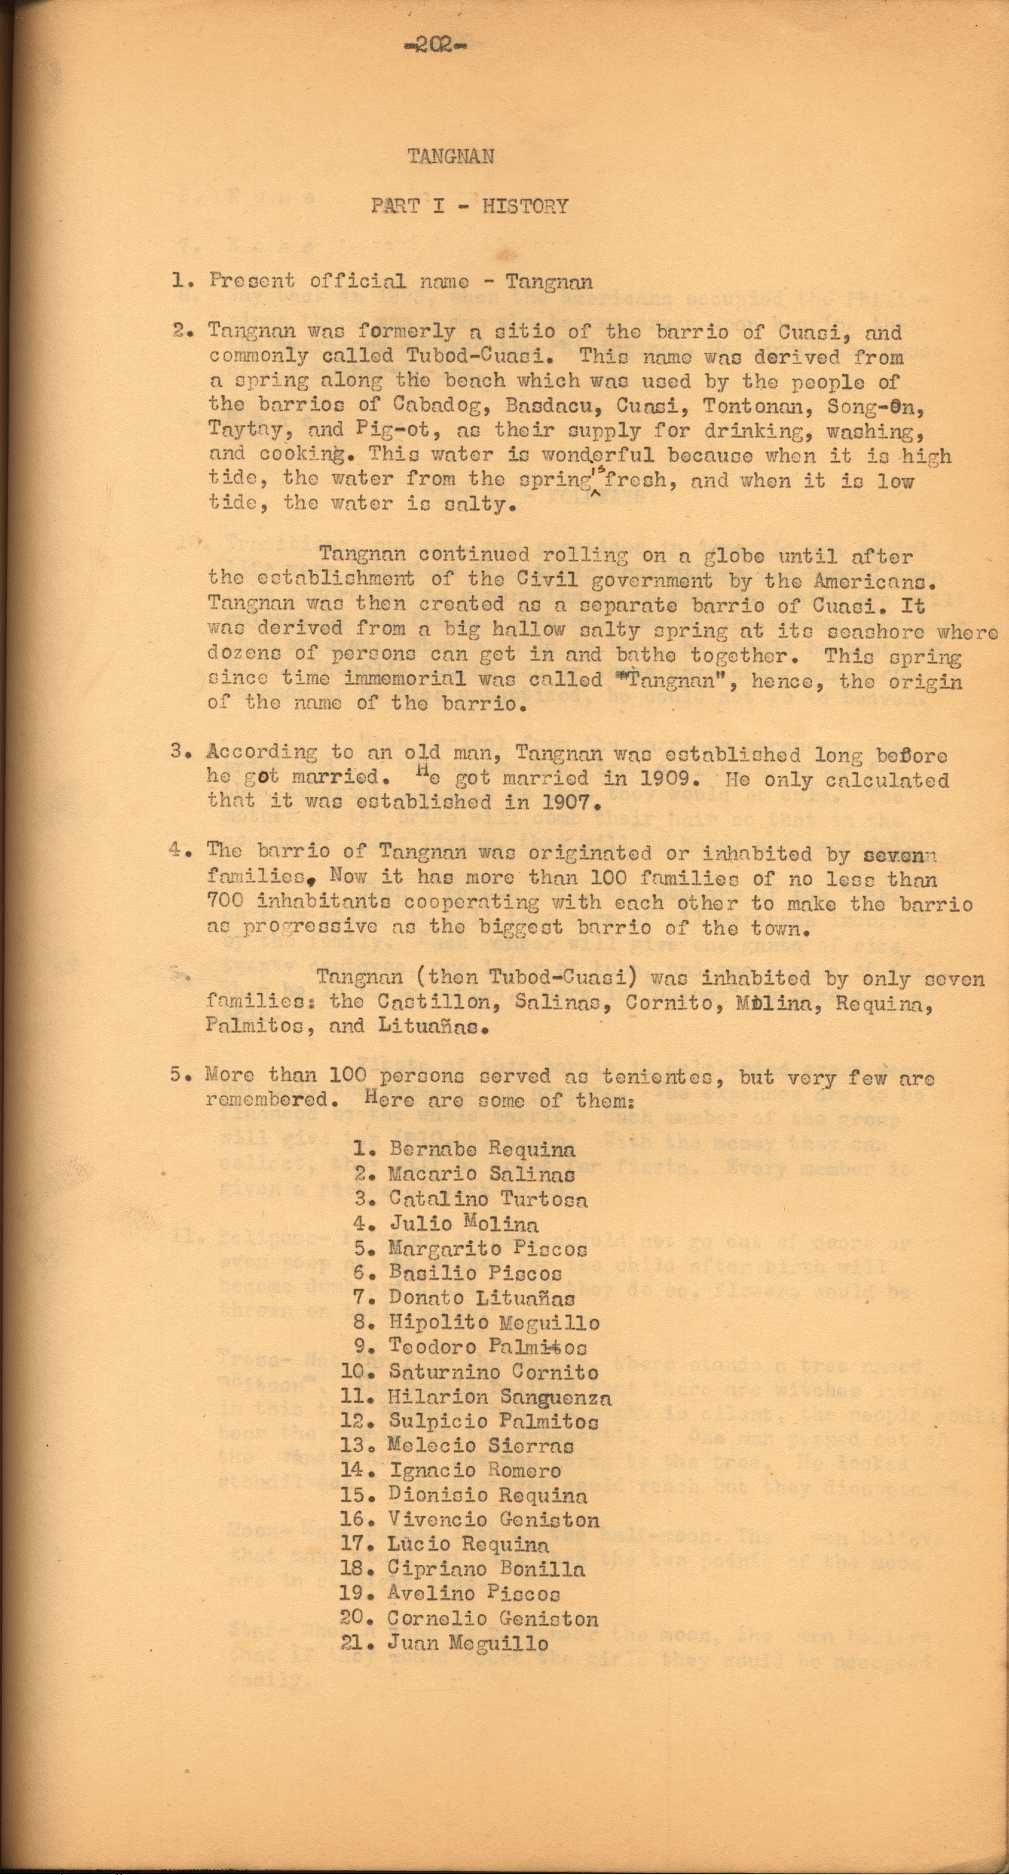 -202-
TANGNAN
PART I - HISTORY
1. Present official name - Tangnan
2. Tangnan was formerly a sitio of the barrio of Cuasi, and
commonly called Tubod-Cuasi. This name was derived from
a spring along the beach which was used by the people of
the barrios of Cabadog, Basdacu, Cuasi, Tontonan, Song-On,
Taytay, and Pig-ot, as their supply for drinking, washing,
and cooking. This water is wonderful because when it is high
tide, the water from the spring is fresh, and when it is low
tide, the water is salty.
Tangnan continued rolling on a globe until after
the establishment of the Civil government by the Americans.
Tangnan was then created as a separate barrio of Cuasi. It
was derived from a big hallow salty spring at its seashore where
dozens of persons can get in and bathe together. This spring
since time immemorial was called "Tangnan", hence, the origin
of the name of the barrio.
3. According to an old man, Tangnan was established long before
he got married. He got married in 1909. He only calculated
that it was established in 1907.
4. The barrio of Tangnan was originated or inhabited by seven
families. Now it has more than 100 families of no less than
700 inhabitants cooperating with each other to make the barrio
as progressive as the biggest barrio of the town.
5. Tangnan (then Tubod-Cuasi) was inhabited by only seven
families: the Castillon, Salinas, Cornito, Molina, Requina,
Palmitos, and Lituañas.
5. More than 100 persons served as tenientes, but very few are
remembered. Here are some of them:
1. Bernabe Requina
2. Macario Salinas
3. Catalino Turtosa
4. Julio Molina
5. Margarito Piscos
6. Basilio Piscos
7. Donato Lituañas
8. Hipolito Meguillo
9. Teodoro Palmitos
10. Saturnino Cornito
11. Hilarion Sanguenza
12. Sulpicio Palmitos
13. Melecio Sierras
14. Ignacio Romero
15. Dionisio Requina
16. Vivencio Geniston
17. Lucio Requina
18. Cipriano Bonilla
19. Avelino Piscos
20. Cornelio Geniston
21. Juan Meguillo